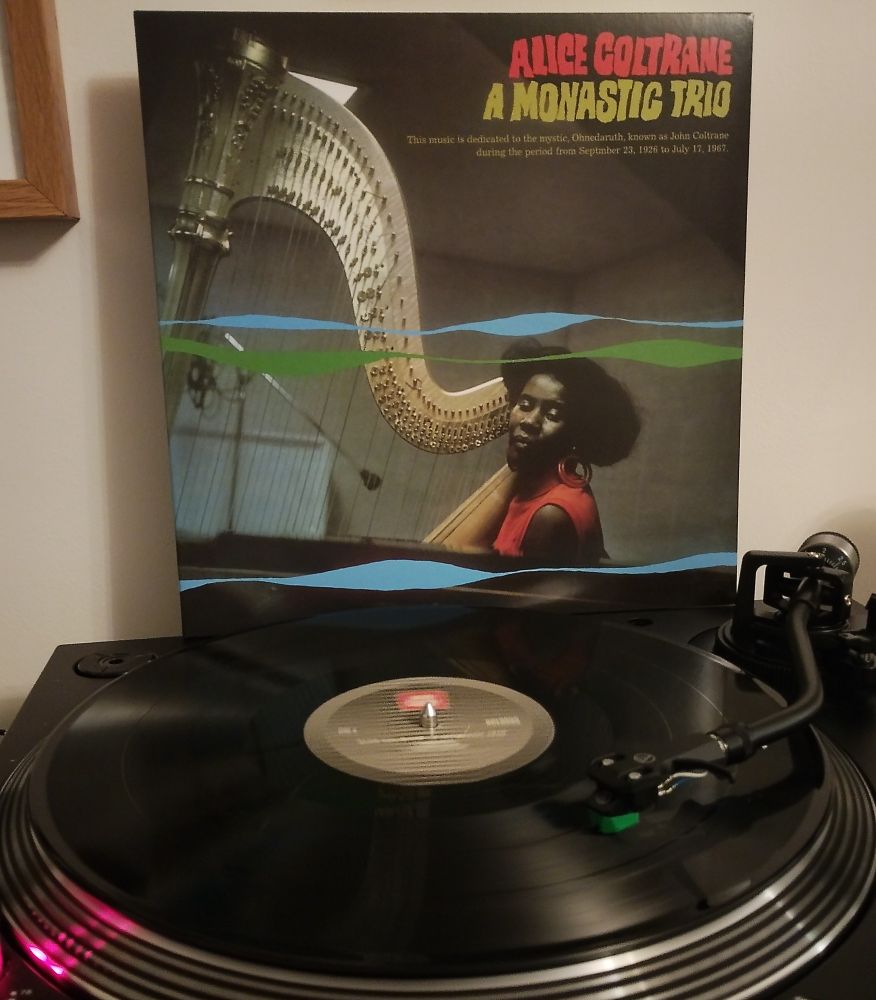 ALICE COLTRANE
A MONASTIC TRIO
This music is dedicated to the mystic, Ohnedaruth, known as John Coltrane
during the period from Septmber 23, 1926 to July 17, 1967.